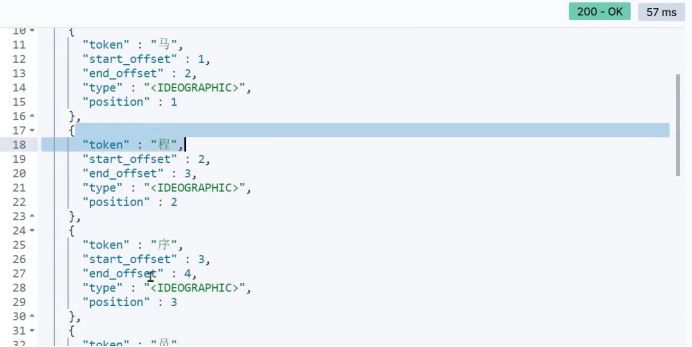 200 - OK 57 ms
10 {
11 "token" : "马",
12 "start_offset" : 1,
13 "end_offset" : 2,
14 "type" : "<IDEOGRAPHIC>",
15 "position" : 1
16 },
17 {
18 "token" : "程",
19 "start_offset" : 2,
20 "end_offset" : 3,
21 "type" : "<IDEOGRAPHIC>",
22 "position" : 2
23 },
24 {
25 "token" : "序",
26 "start_offset" : 3,
27 "end_offset" : 4,
28 "type" : "<IDEOGRAPHIC>",
29 "position" : 3
30 },
31 {
32 "token" : "员"